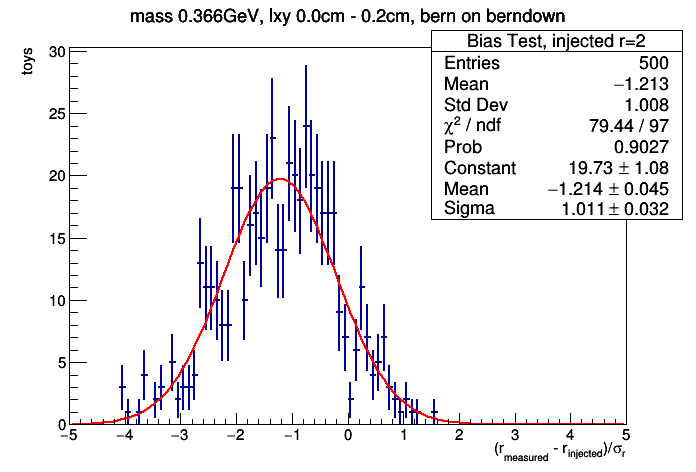 mass 0.366GeV, lxy 0.0cm - 0.2cm, bern on berndown
Bias Test, injected r=2
Entries 500
Mean −1.213
Std Dev 1.008
χ² / ndf 79.44 / 97
Prob 0.9027
Constant 19.73 ± 1.08
Mean −1.214 ± 0.045
Sigma 1.011 ± 0.032
toys
30
25
20
15
10
5
0
−5 −4 −3 −2 −1 0 1 2 3 4 5
(r_measured - r_injected)/σ_r